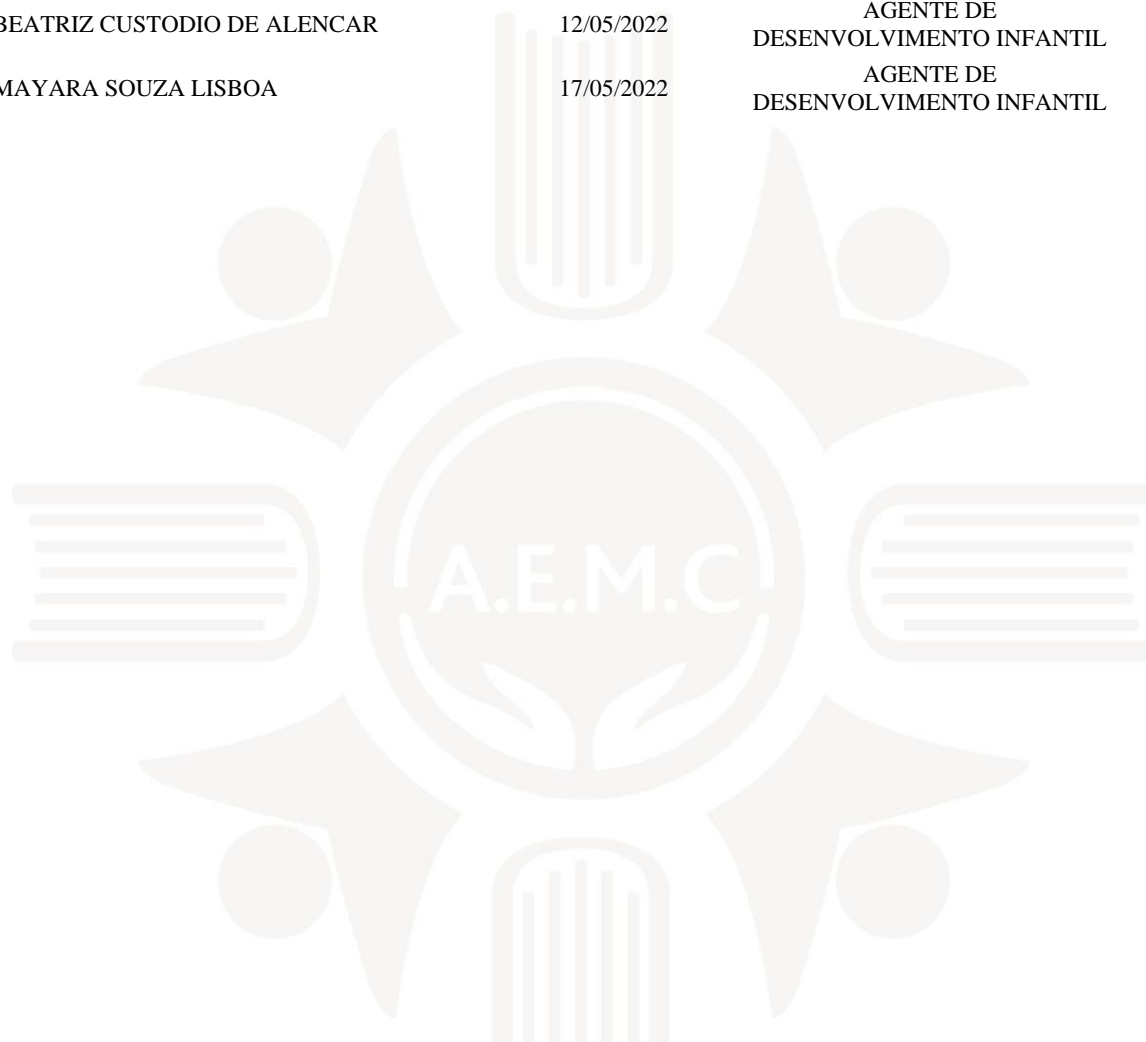 BEATRIZ CUSTODIO DE ALENCAR 12/05/2022 AGENTE DE
DESENVOLVIMENTO INFANTIL
MAYARA SOUZA LISBOA 17/05/2022 AGENTE DE
DESENVOLVIMENTO INFANTIL
A.E.M.C